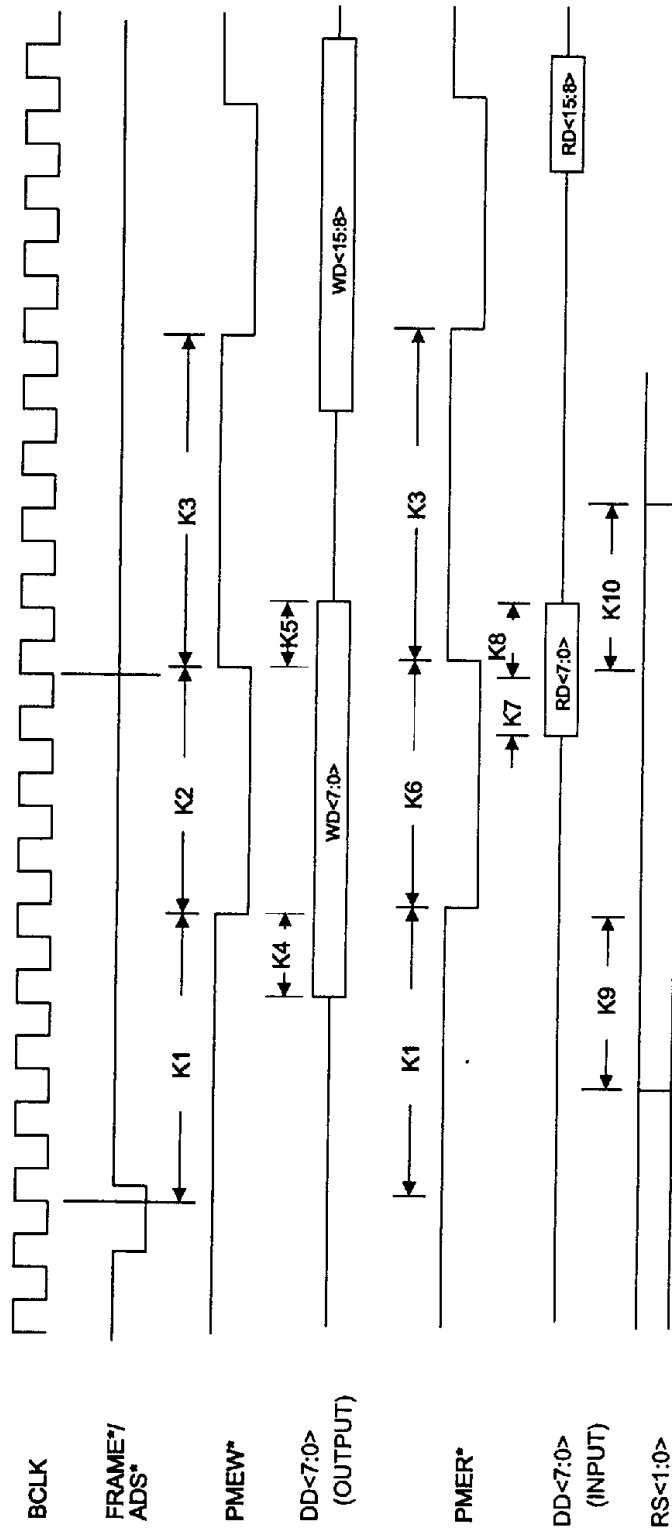 BCLK
FRAME*/
ADS*
K1
K2
K3
PMEW*
K4
K5
DD<7:0>
(OUTPUT)
WD<7:0>
WD<15:8>
K1
K6
K3
PMER*
K7
K8
DD<7:0>
(INPUT)
RD<7:0>
RD<15:8>
K9
K10
RS<1:0>